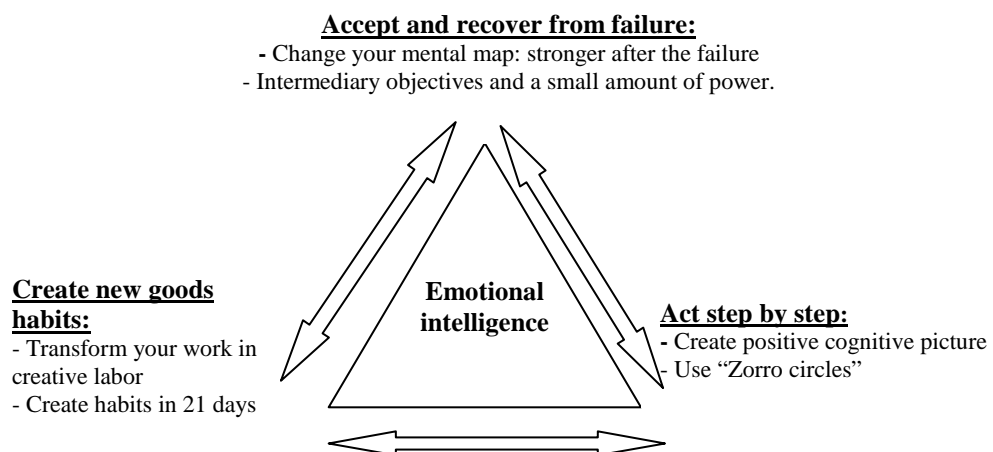 Accept and recover from failure:
- Change your mental map: stronger after the failure
- Intermediary objectives and a small amount of power.
Create new goods
habits:
- Transform your work in
creative labor
- Create habits in 21 days
Emotional
intelligence
Act step by step:
- Create positive cognitive picture
- Use “Zorro circles”